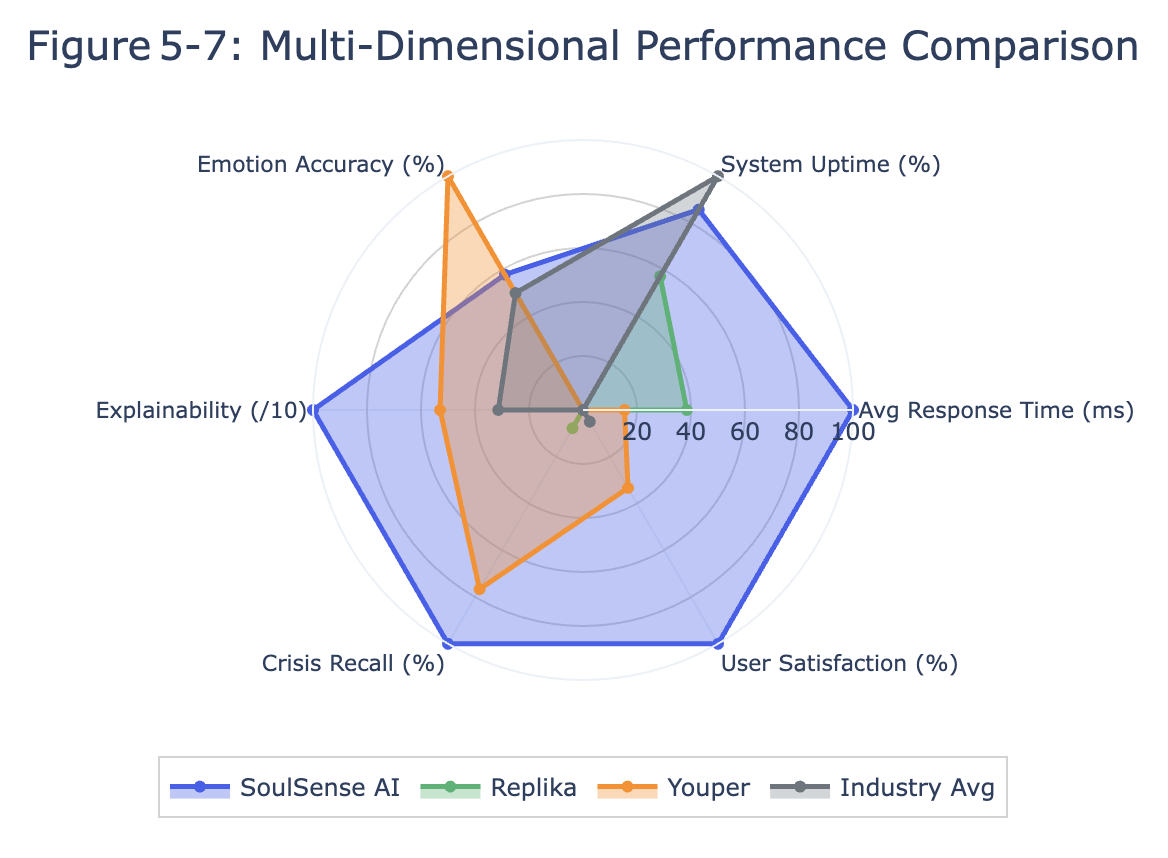 Figure 5-7: Multi-Dimensional Performance Comparison
Emotion Accuracy (%)
System Uptime (%)
Explainability (/10)
Avg Response Time (ms)
20 40 60 80 100
Crisis Recall (%)
User Satisfaction (%)
SoulSense AI Replika Youper Industry Avg